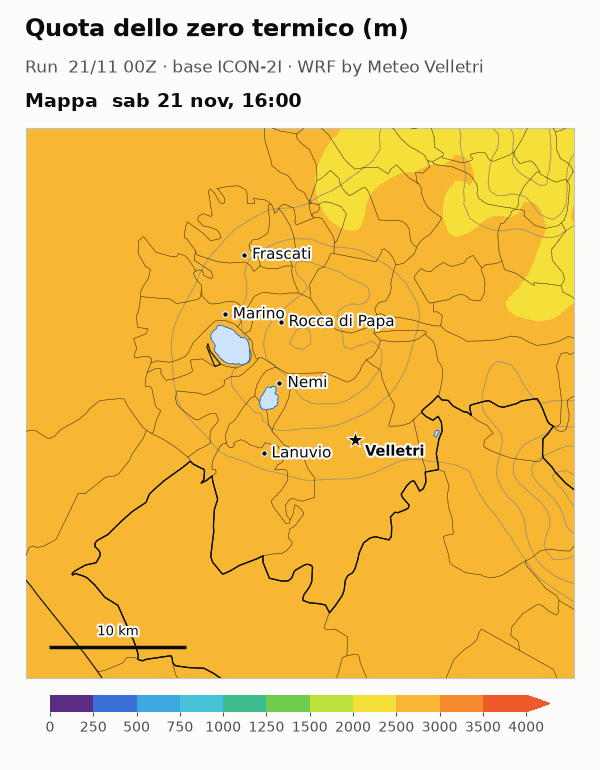 Quota dello zero termico (m)
Run  21/11 00Z · base ICON-2I · WRF by Meteo Velletri
Mappa  sab 21 nov, 16:00
Frascati
Marino
Rocca di Papa
Nemi
Velletri
Lanuvio
10 km
0 250 500 750 1000 1250 1500 2000 2500 3000 3500 4000